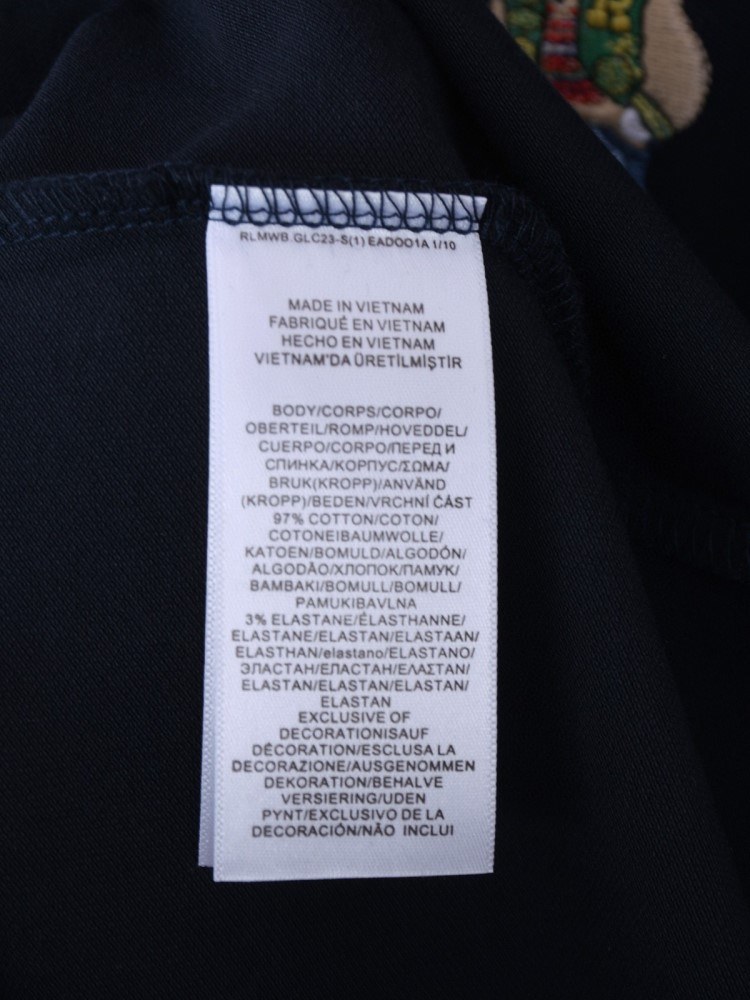 RLMWB GLC23-S(1) EADOO1A 1/10
MADE IN VIETNAM
FABRIQUÉ EN VIETNAM
HECHO EN VIETNAM
VIETNAM'DA ÜRETİLMİŞTİR
BODY/CORPS/CORPO/
OBERTEIL/ROMP/HOVEDDEL/
CUERPO/CORPO/ПЕРЕД И
СПИНКА/КОРПУС/ΣΩΜΑ/
BRUK(KROPP)/ANVÄND
(KROPP)/BEDEN/VRCHNÍ ČÁST
97% COTTON/COTON/
COTONEIBAUMWOLLE/
KATOEN/BOMULD/ALGODÓN/
ALGODÃO/ХЛОПОК/ПАМУК/
BAMBAKI/BOMULL/BOMULL/
PAMUKIBAVLNA
3% ELASTANE/ÉLASTHANNE/
ELASTANE/ELASTAN/ELASTAAN/
ELASTHAN/elastano/ELASTANO/
ЭЛАСТАН/ЕЛАСТАН/ΕΛΑΣΤΑΝ/
ELASTAN/ELASTAN/ELASTAN/
ELASTAN
EXCLUSIVE OF
DECORATIONISAUF
DÉCORATION/ESCLUSA LA
DECORAZIONE/AUSGENOMMEN
DEKORATION/BEHALVE
VERSIERING/UDEN
PYNT/EXCLUSIVO DE LA
DECORACIÓN/NÃO INCLUI